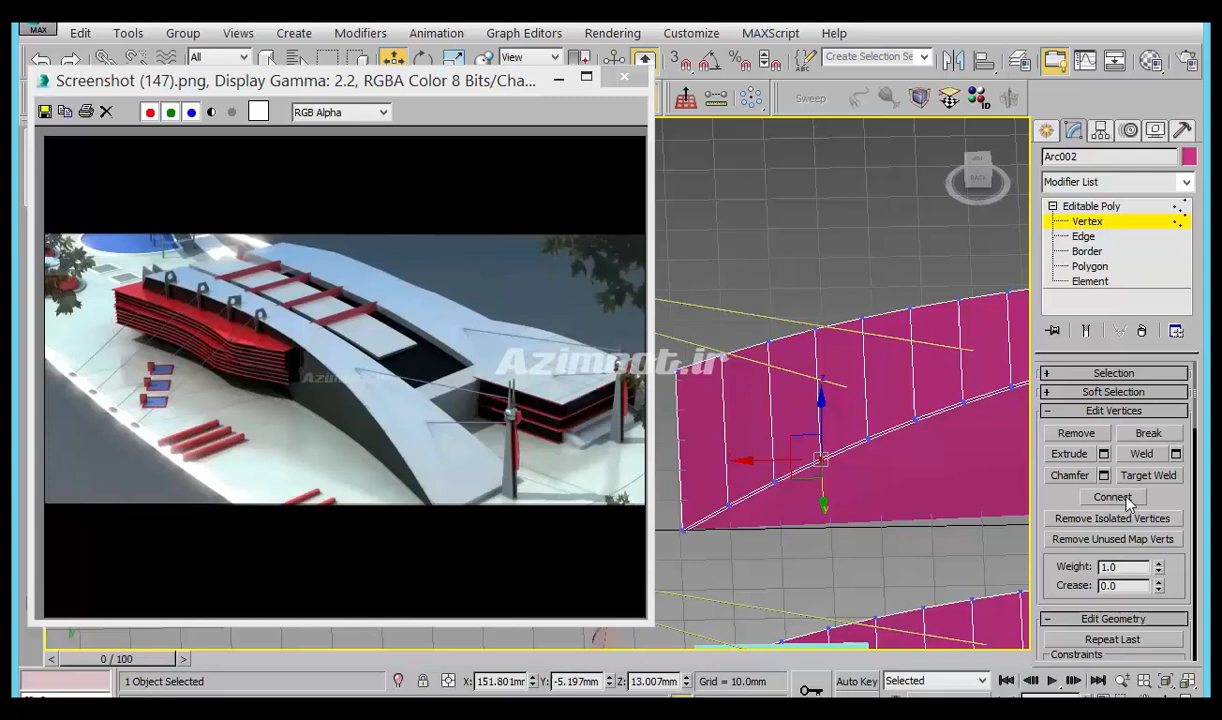 MAX
Edit Tools Group Views Create Modifiers Animation Graph Editors Rendering Customize MAXScript Help
All
View
Create Selection Se
Screenshot (147).png, Display Gamma: 2.2, RGBA Color 8 Bits/Cha...
Sweep
ID
RGB Alpha
BACK
Arc002
Modifier List
Editable Poly
Vertex
Edge
Border
Polygon
Element
Azimoot.ir
z
y
Selection
Soft Selection
Edit Vertices
Remove Break
Extrude Weld
Chamfer Target Weld
Connect
Remove Isolated Vertices
Remove Unused Map Verts
Weight: 1.0
Crease: 0.0
Edit Geometry
Repeat Last
Constraints
0 / 100
1 Object Selected
X: 151.801mm Y: -5.197mm Z: 13.007mm
Grid = 10.0mm
Auto Key
Selected